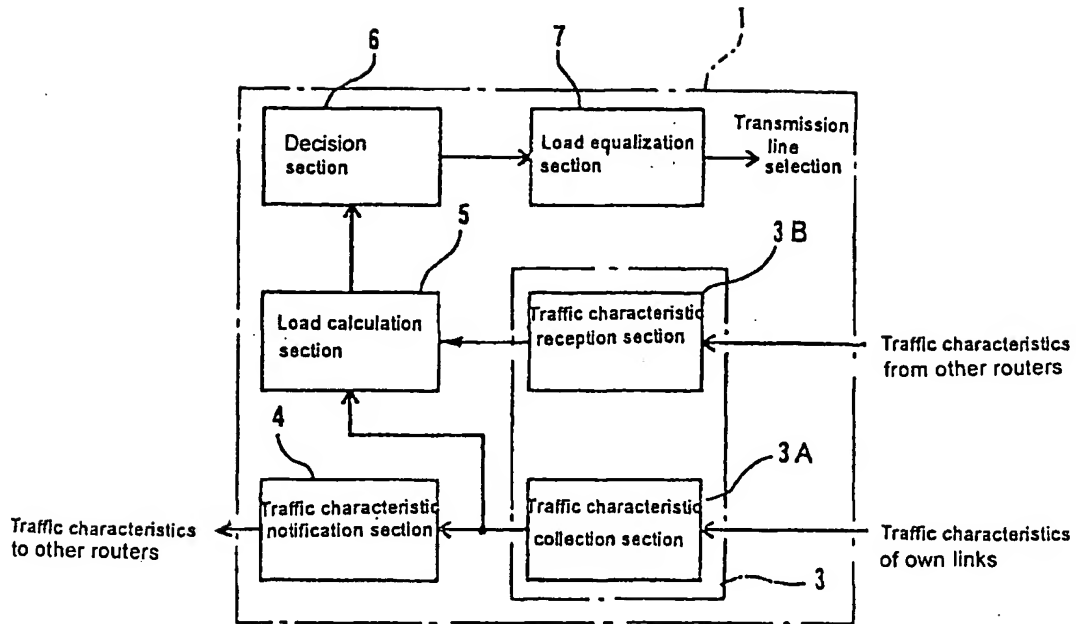 1
6
7
Decision
section
Load equalization
section
Transmission
line
selection
5
3B
Load calculation
section
Traffic characteristic
reception section
Traffic characteristics
from other routers
4
3A
Traffic characteristic
notification section
Traffic characteristic
collection section
Traffic characteristics
to other routers
Traffic characteristics
of own links
3